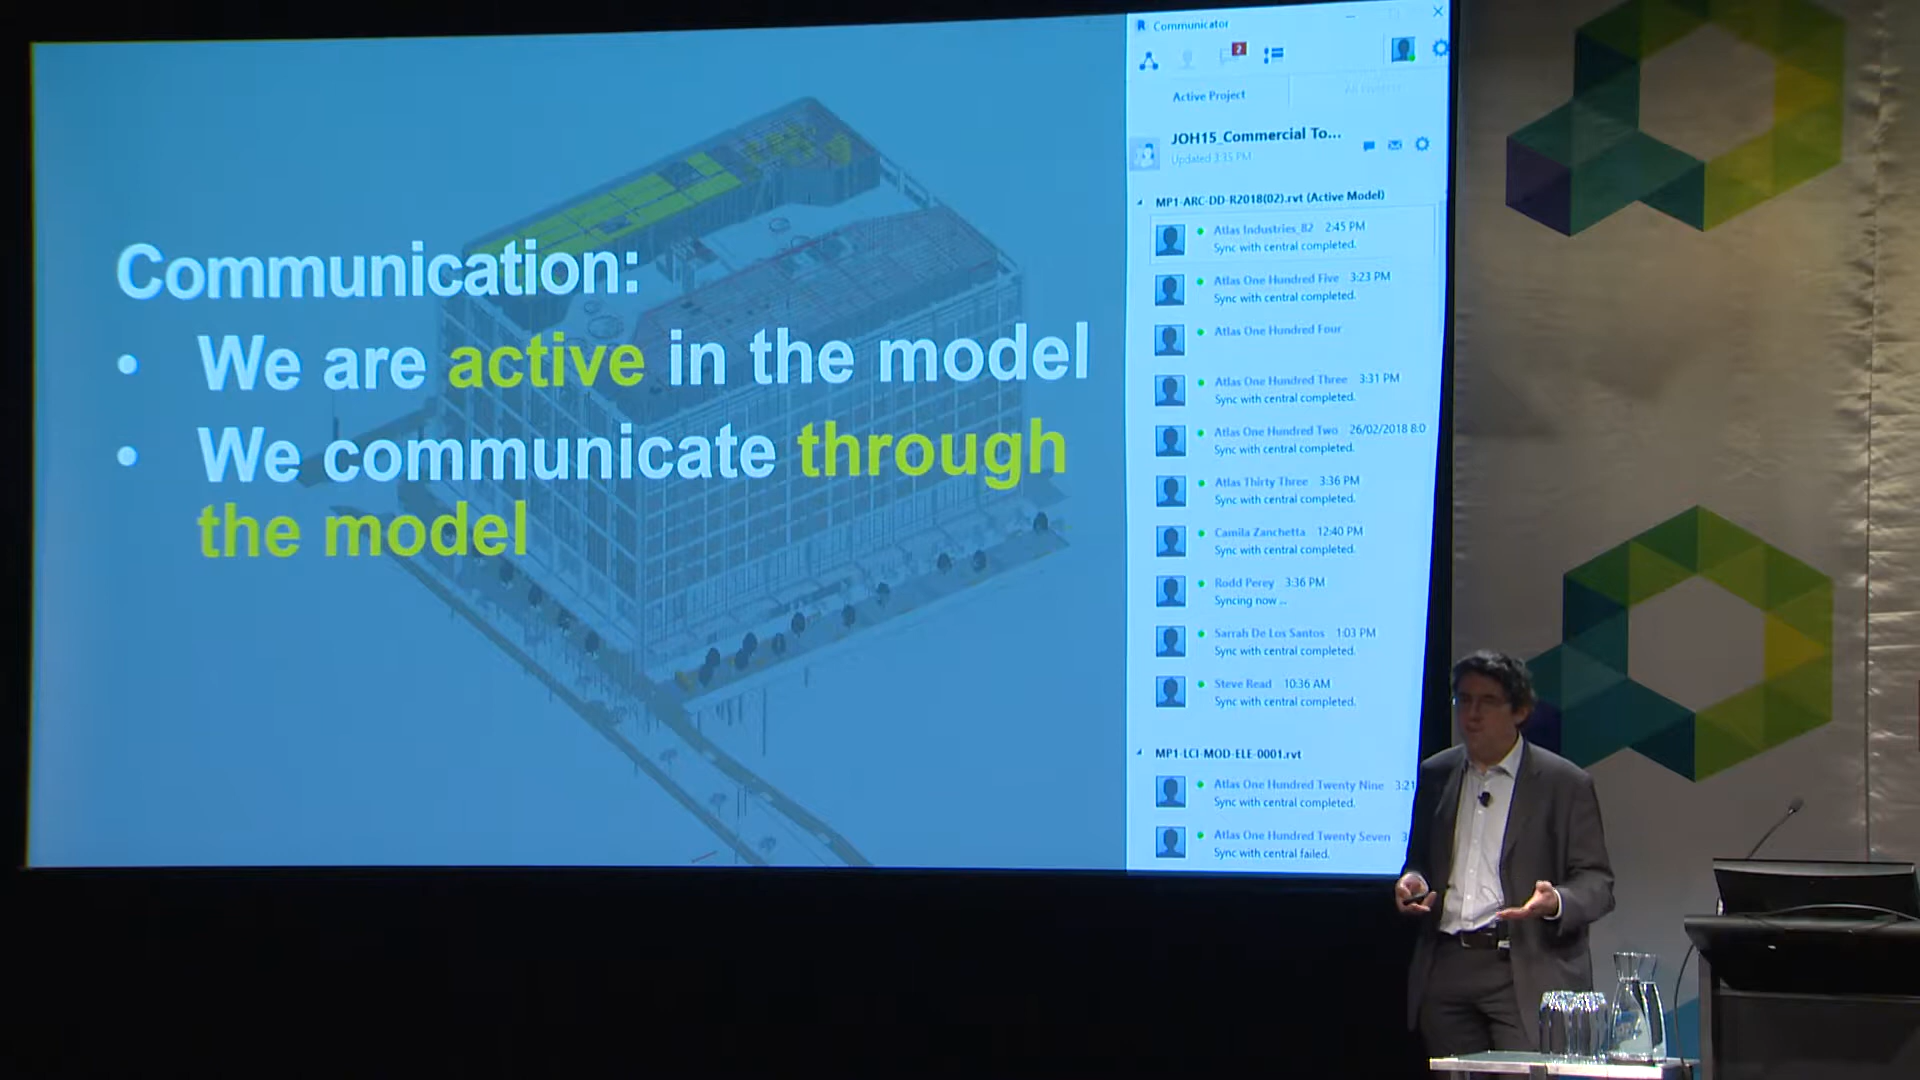 Communication:
• We are active in the model
• We communicate through
the model
R Communicator
2
Active Project
JOH15_Commercial To...
Updated 3:35 PM
MP1-ARC-DD-R2018(02).rvt (Active Model)
Atlas Industries_82 2:45 PM
Sync with central completed.
Atlas One Hundred Five 3:23 PM
Sync with central completed.
Atlas One Hundred Four
Atlas One Hundred Three 3:31 PM
Sync with central completed.
Atlas One Hundred Two 26/02/2018 8:0
Sync with central completed.
Atlas Thirty Three 3:36 PM
Sync with central completed.
Camila Zanchetta 12:40 PM
Sync with central completed.
Rodd Perey 3:36 PM
Syncing now ...
Sarrah De Los Santos 1:03 PM
Sync with central completed.
Steve Read 10:36 AM
Sync with central completed.
MP1-LCI-MOD-ELE-0001.rvt
Atlas One Hundred Twenty Nine 3:21
Sync with central completed.
Atlas One Hundred Twenty Seven 3
Sync with central failed.